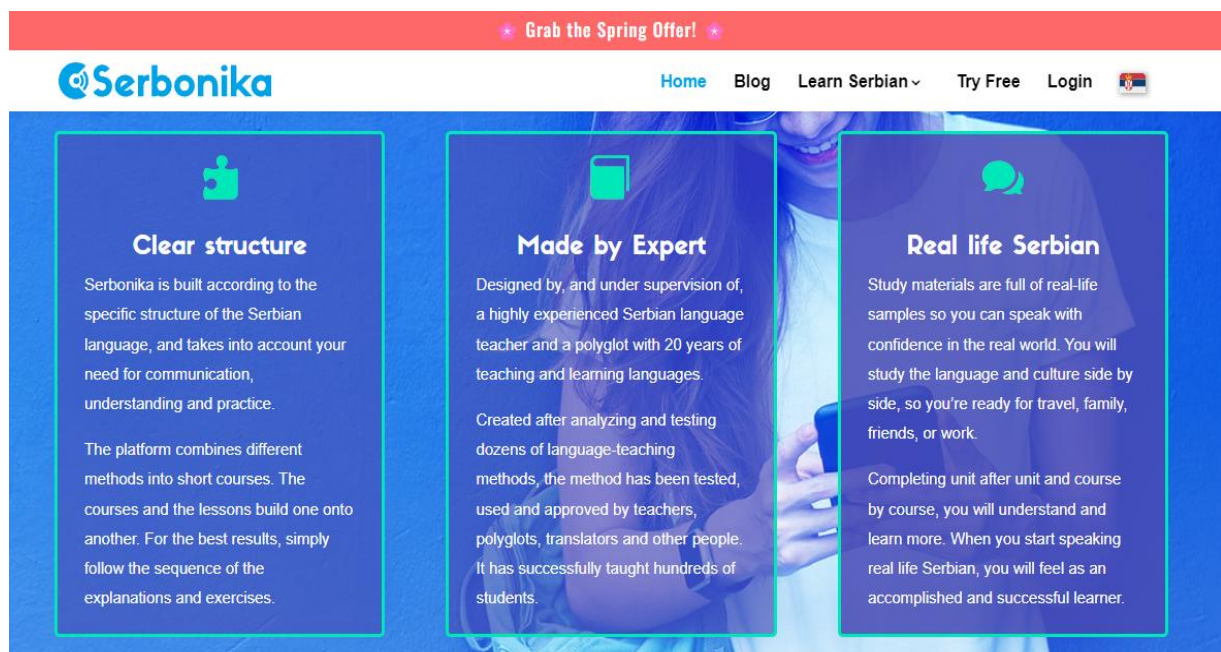 Grab the Spring Offer!
Serbonika
Home Blog Learn Serbian Try Free Login
Clear structure
Serbonika is built according to the
specific structure of the Serbian
language, and takes into account your
need for communication,
understanding and practice.
The platform combines different
methods into short courses. The
courses and the lessons build one onto
another. For the best results, simply
follow the sequence of the
explanations and exercises.
Made by Expert
Designed by, and under supervision of,
a highly experienced Serbian language
teacher and a polyglot with 20 years of
teaching and learning languages.
Created after analyzing and testing
dozens of language-teaching
methods, the method has been tested,
used and approved by teachers,
polyglots, translators and other people.
It has successfully taught hundreds of
students.
Real life Serbian
Study materials are full of real-life
samples so you can speak with
confidence in the real world. You will
study the language and culture side by
side, so you're ready for travel, family,
friends, or work.
Completing unit after unit and course
by course, you will understand and
learn more. When you start speaking
real life Serbian, you will feel as an
accomplished and successful learner.